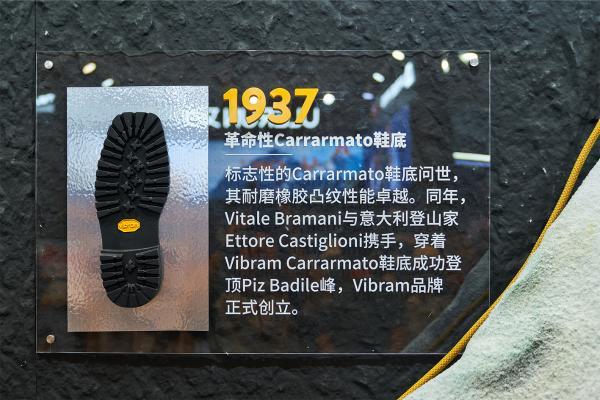 1937
革命性Carrarmato鞋底
标志性的Carrarmato鞋底问世，
其耐磨橡胶凸纹性能卓越。同年，
Vitale Bramani与意大利登山家
Ettore Castiglioni携手，穿着
Vibram Carrarmato鞋底成功登
顶Piz Badile峰，Vibram品牌
正式创立。